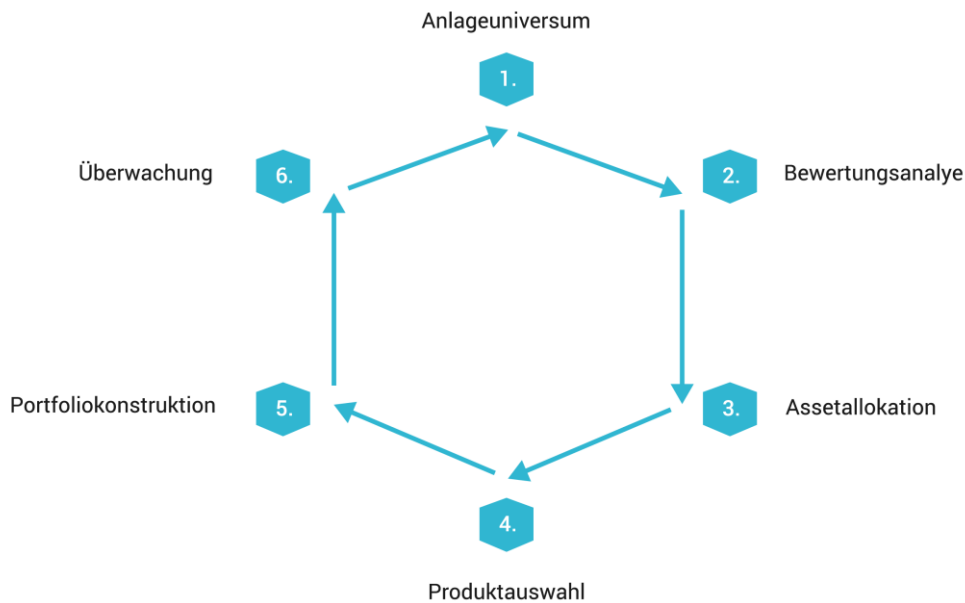 Anlageuniversum
1.
2.
Bewertungsanalye
3.
Assetallokation
4.
Produktauswahl
5.
Portfoliokonstruktion
6.
Überwachung